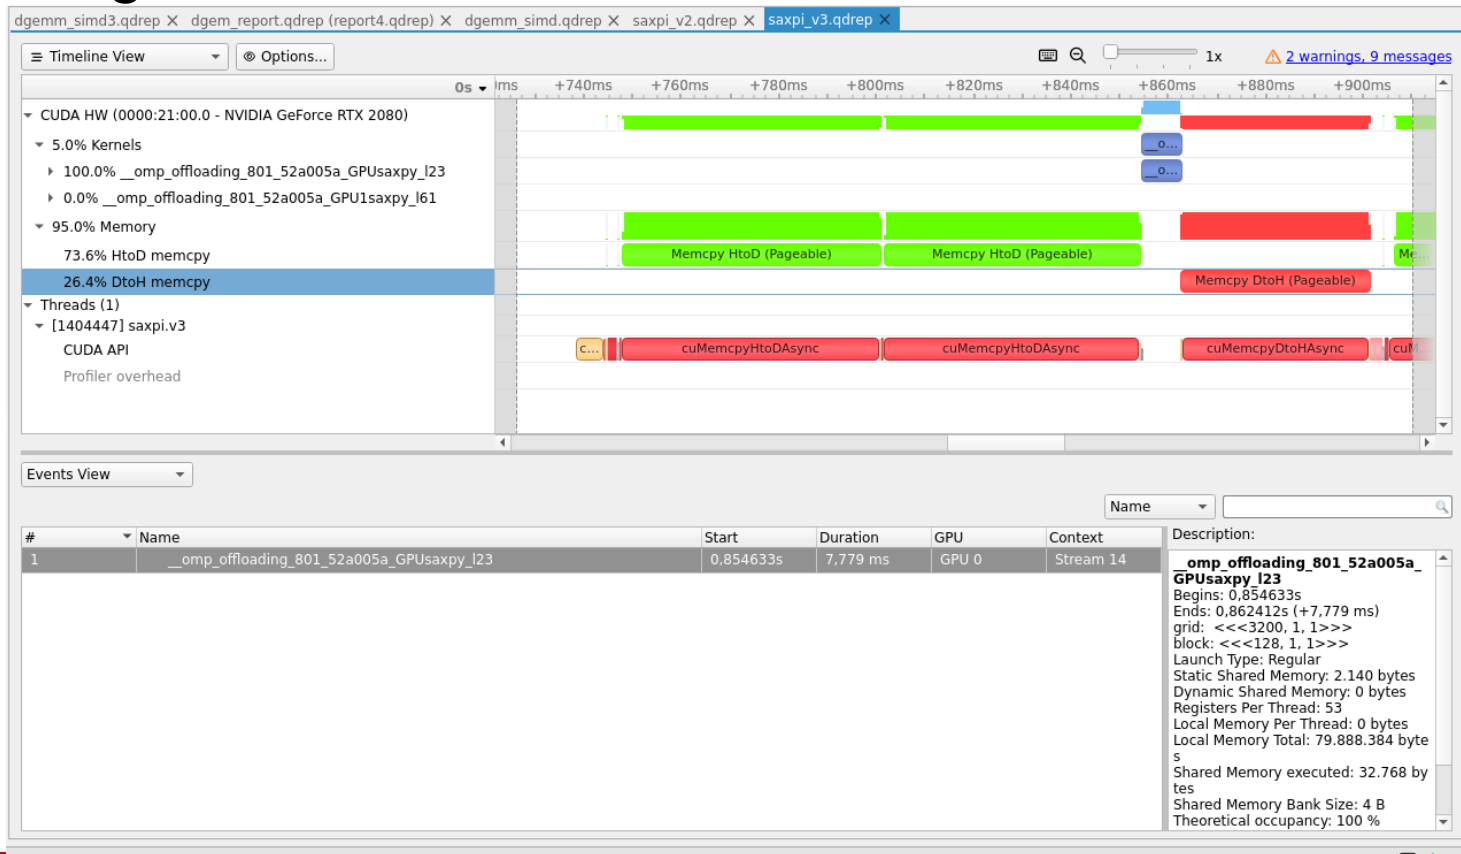 dgemm_simd3.qdrep × dgem_report.qdrep (report4.qdrep) × dgemm_simd.qdrep × saxpi_v2.qdrep × saxpi_v3.qdrep ×
Timeline View Options... 1x 2 warnings, 9 messages
0s ms +740ms +760ms +780ms +800ms +820ms +840ms +860ms +880ms +900ms
CUDA HW (0000:21:00.0 - NVIDIA GeForce RTX 2080)
5.0% Kernels __o...
100.0% __omp_offloading_801_52a005a_GPUsaxpy_l23 __o...
0.0% __omp_offloading_801_52a005a_GPU1saxpy_l61
95.0% Memory
73.6% HtoD memcpy Memcpy HtoD (Pageable) Memcpy HtoD (Pageable) Me...
26.4% DtoH memcpy Memcpy DtoH (Pageable)
Threads (1)
[1404447] saxpi.v3
CUDA API c... cuMemcpyHtoDAsync cuMemcpyHtoDAsync cuMemcpyDtoHAsync cuM...
Profiler overhead
Events View
Name
# Name Start Duration GPU Context
1 __omp_offloading_801_52a005a_GPUsaxpy_l23 0,854633s 7,779 ms GPU 0 Stream 14
Description:
__omp_offloading_801_52a005a_
GPUsaxpy_l23
Begins: 0,854633s
Ends: 0,862412s (+7,779 ms)
grid: <<<3200, 1, 1>>>
block: <<<128, 1, 1>>>
Launch Type: Regular
Static Shared Memory: 2.140 bytes
Dynamic Shared Memory: 0 bytes
Registers Per Thread: 53
Local Memory Per Thread: 0 bytes
Local Memory Total: 79.888.384 byte
s
Shared Memory executed: 32.768 by
tes
Shared Memory Bank Size: 4 B
Theoretical occupancy: 100 %